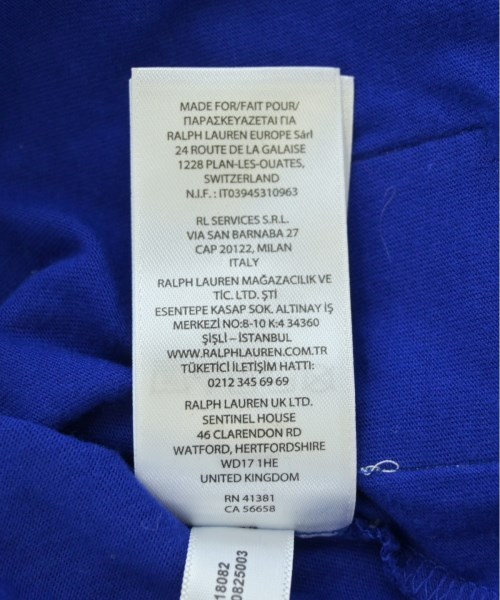 MADE FOR/FAIT POUR/
ΠΑΡΑΣΚΕΥΑΖΕΤΑΙ ΓΙΑ
RALPH LAUREN EUROPE Sárl
24 ROUTE DE LA GALAISE
1228 PLAN-LES-OUATES,
SWITZERLAND
N.I.F. : IT03945310963
RL SERVICES S.R.L.
VIA SAN BARNABA 27
CAP 20122, MILAN
ITALY
RALPH LAUREN MAĞAZACILIK VE
TİC. LTD. ŞTİ
ESENTEPE KASAP SOK. ALTINAY İŞ
MERKEZİ NO:8-10 K:4 34360
ŞİŞLİ – İSTANBUL
WWW.RALPHLAUREN.COM.TR
TÜKETİCİ İLETİŞİM HATTI:
0212 345 69 69
RALPH LAUREN UK LTD.
SENTINEL HOUSE
46 CLARENDON RD
WATFORD, HERTFORDSHIRE
WD17 1HE
UNITED KINGDOM
RN 41381
CA 56658
18082
0825003